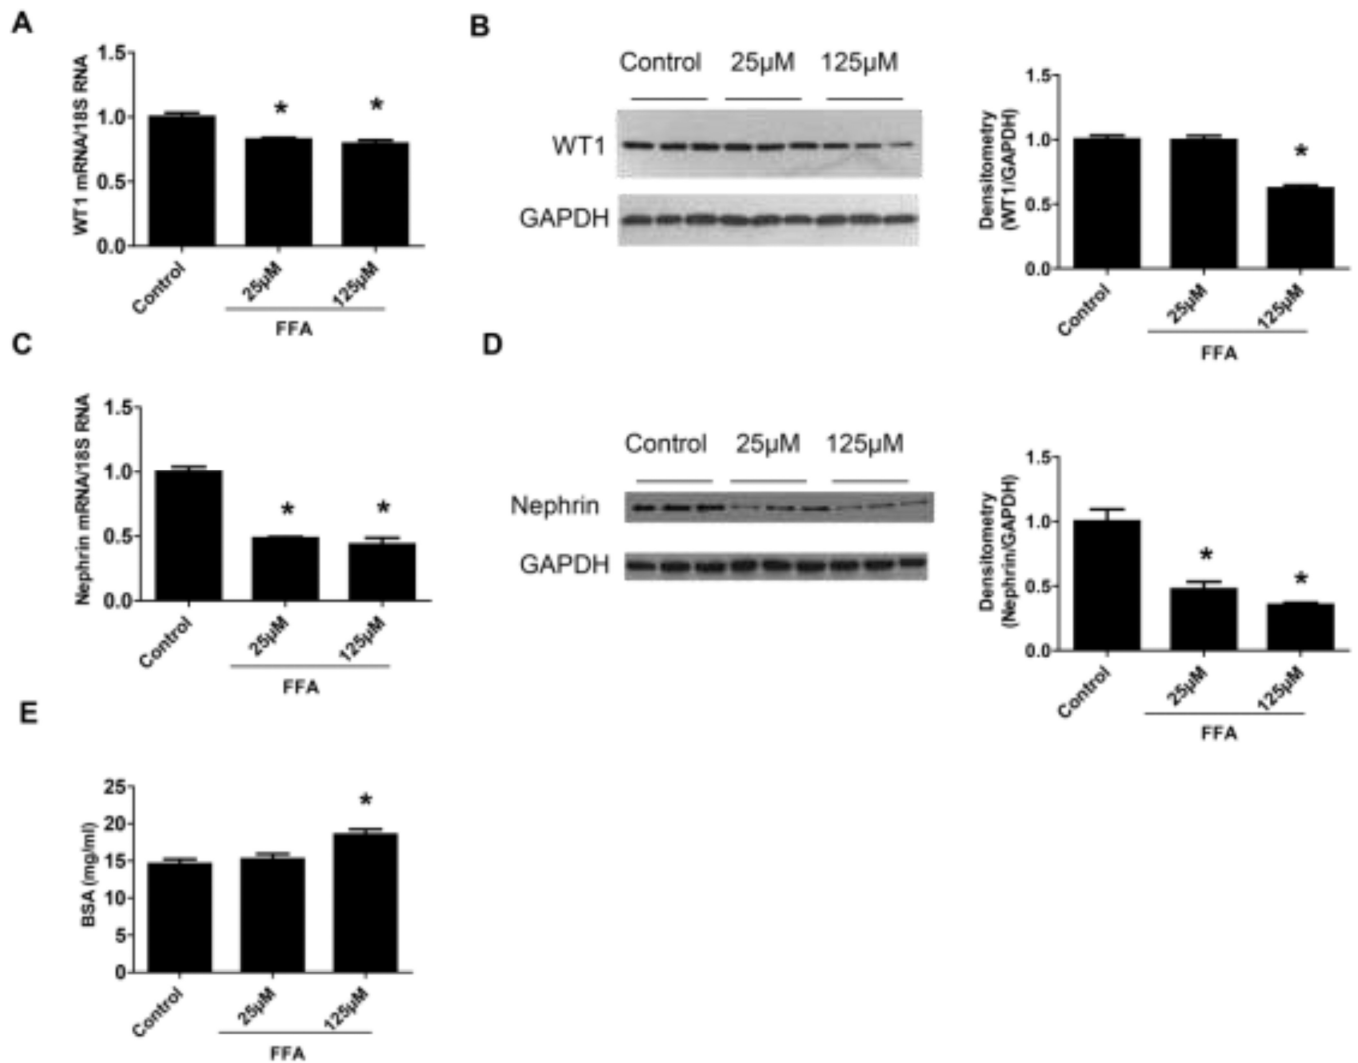 A
WT1 mRNA/18S RNA
1.5
1.0
0.5
0.0
*
*
Control
25µM
125µM
FFA
B
Control 25µM 125µM
WT1
GAPDH
Densitometry
(WT1/GAPDH)
1.5
1.0
0.5
0.0
*
Control
25µM
125µM
FFA
C
Nephrin mRNA/18S RNA
1.5
1.0
0.5
0.0
*
*
Control
25µM
125µM
FFA
D
Control 25µM 125µM
Nephrin
GAPDH
Densitometry
(Nephrin/GAPDH)
1.5
1.0
0.5
0.0
*
*
Control
25µM
125µM
FFA
E
BSA (mg/ml)
25
20
15
10
5
0
*
Control
25µM
125µM
FFA